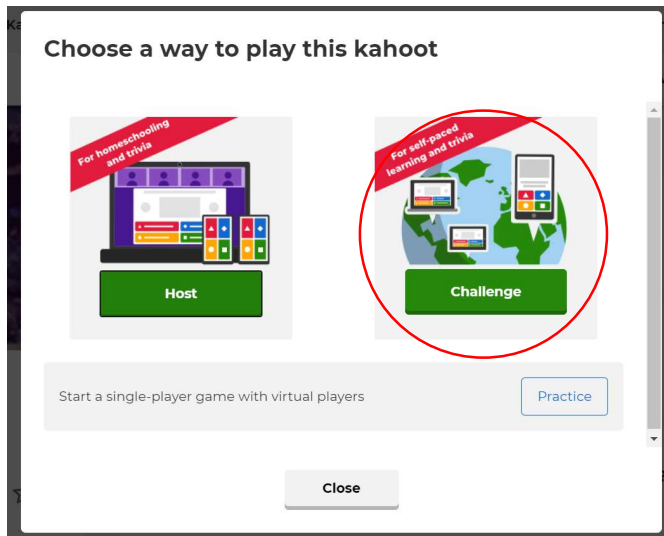 Choose a way to play this kahoot
For homeschooling
and trivia
For self-paced
learning and trivia
Host
Challenge
Start a single-player game with virtual players
Practice
Close